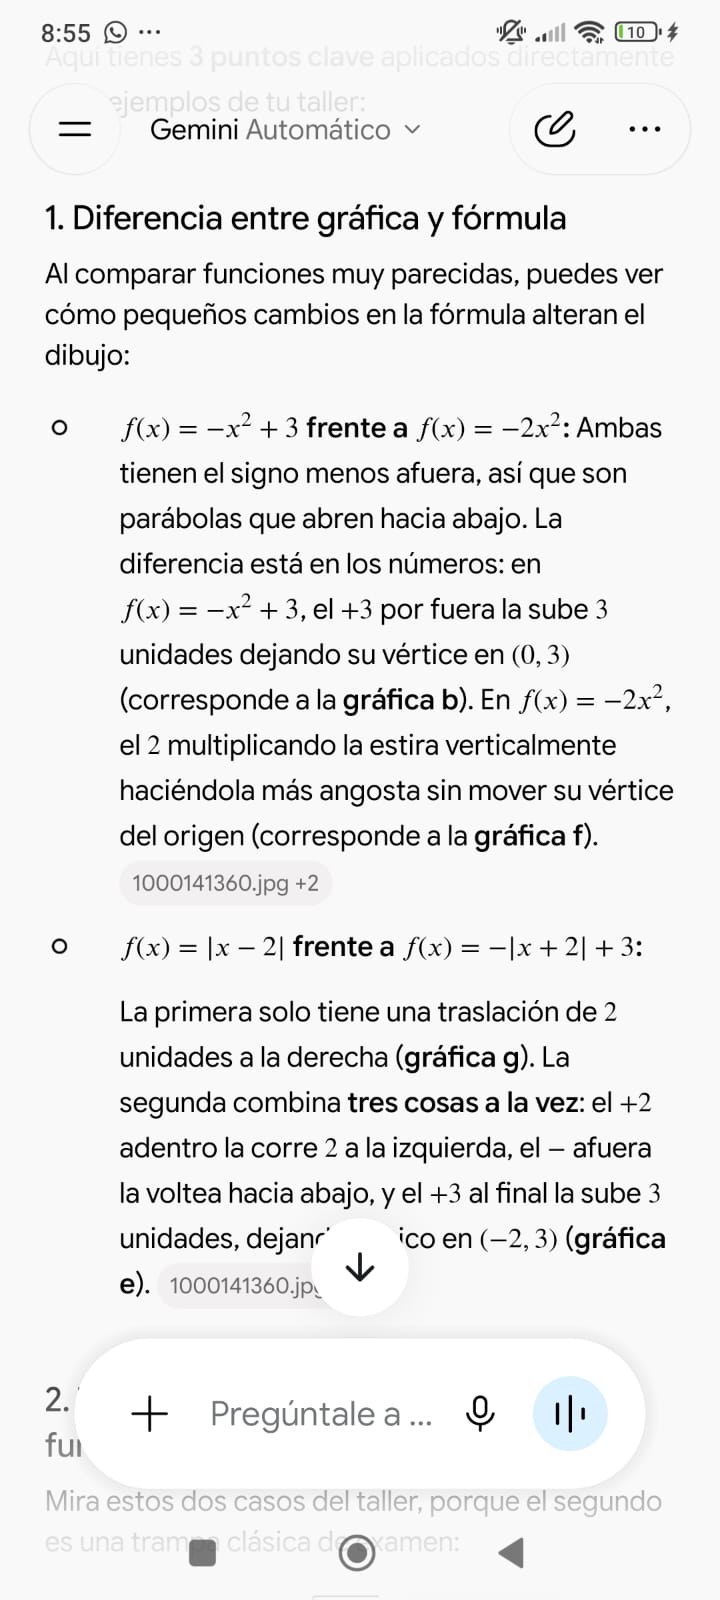 8:55 ... 10
Aquí tienes 3 puntos clave aplicados directamente
ejemplos de tu taller:
Gemini Automático
1. Diferencia entre gráfica y fórmula
Al comparar funciones muy parecidas, puedes ver
cómo pequeños cambios en la fórmula alteran el
dibujo:
f(x) = −x² + 3 frente a f(x) = −2x²: Ambas
tienen el signo menos afuera, así que son
parábolas que abren hacia abajo. La
diferencia está en los números: en
f(x) = −x² + 3, el +3 por fuera la sube 3
unidades dejando su vértice en (0, 3)
(corresponde a la gráfica b). En f(x) = −2x²,
el 2 multiplicando la estira verticalmente
haciéndola más angosta sin mover su vértice
del origen (corresponde a la gráfica f).
1000141360.jpg +2
f(x) = |x − 2| frente a f(x) = −|x + 2| + 3:
La primera solo tiene una traslación de 2
unidades a la derecha (gráfica g). La
segunda combina tres cosas a la vez: el +2
adentro la corre 2 a la izquierda, el − afuera
la voltea hacia abajo, y el +3 al final la sube 3
unidades, en (−2, 3) (gráfica
e). 1000141360.jpg
2.
Pregúntale a ...
Mira estos dos casos del taller, porque el segundo
es una trampa clásica de examen: